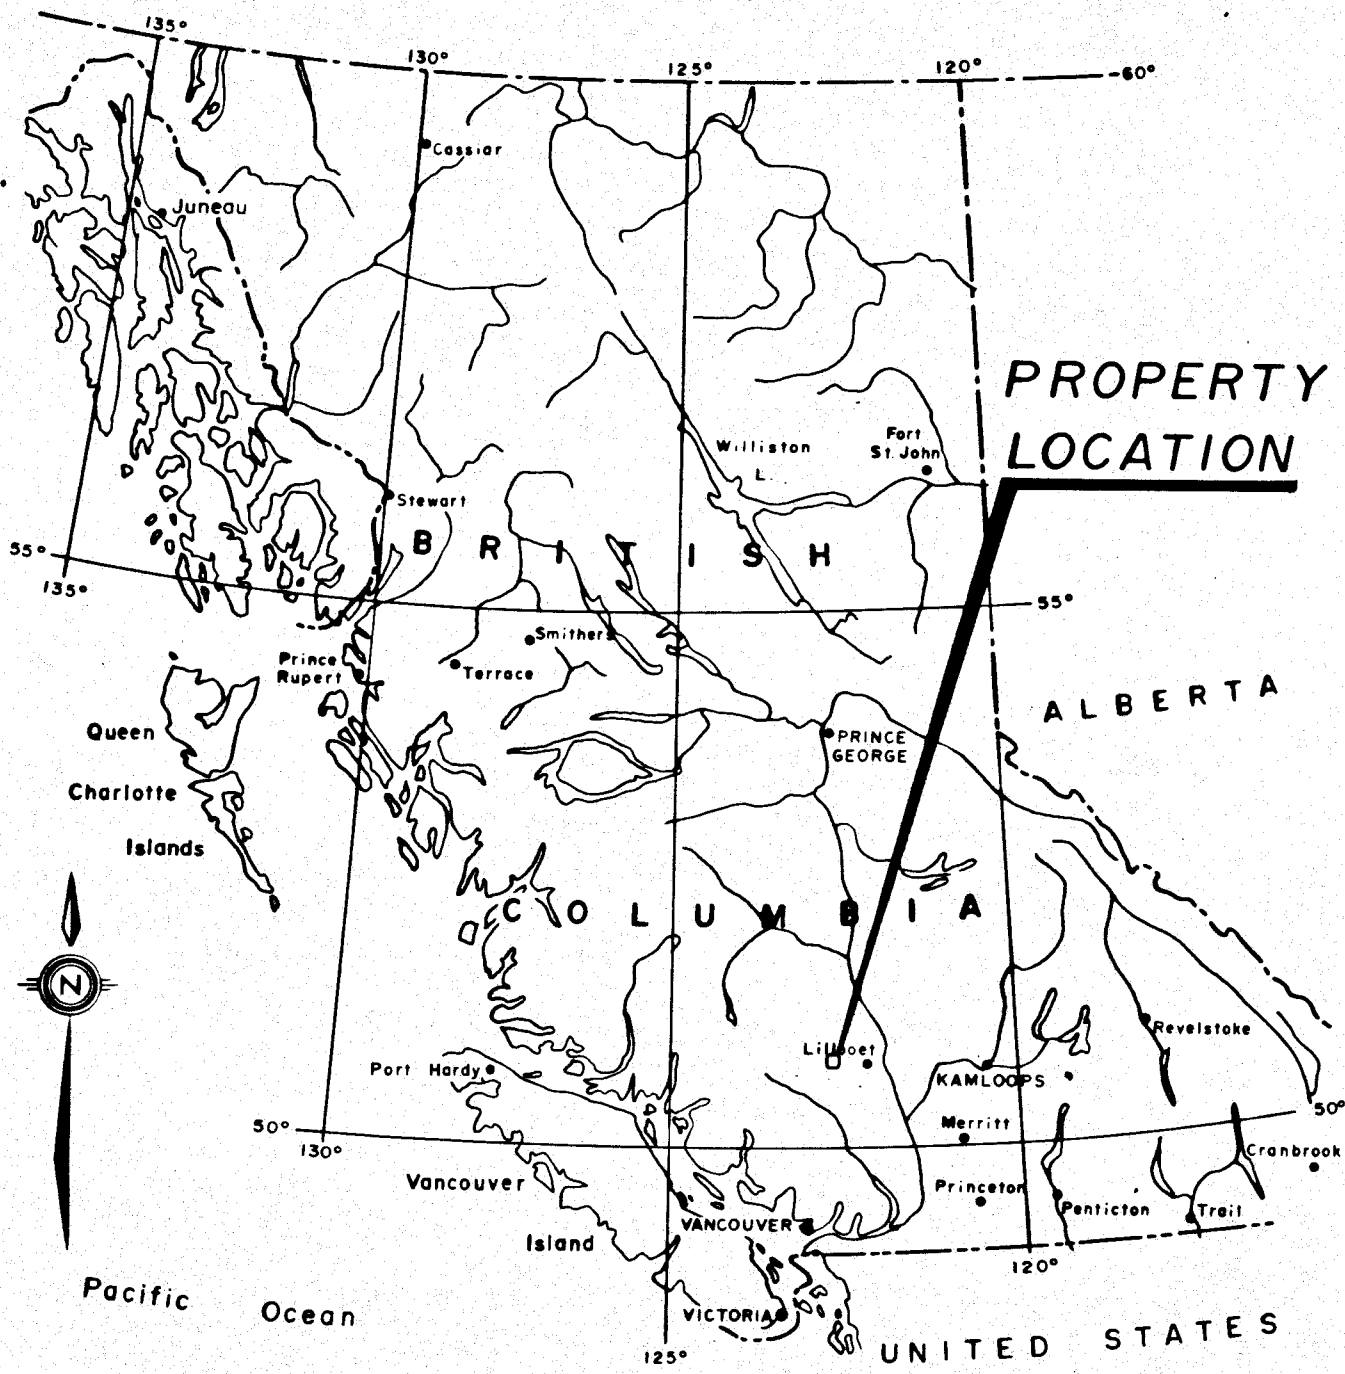 135°
130°
125°
120°
60°
Cassiar
Juneau
PROPERTY
LOCATION
Williston
L.
Fort
St. John
Stewart
BRITISH
55°
135°
55°
Smithers
Terrace
Prince
Rupert
ALBERTA
Queen
Charlotte
Islands
PRINCE
GEORGE
COLUMBIA
N
Revelstoke
Port Hardy
KAMLOOPS
Merritt
50°
50°
130°
Cranbrook
Vancouver
Island
Princeton
Penticton
Trail
VANCOUVER
120°
Pacific Ocean
VICTORIA
125°
UNITED STATES